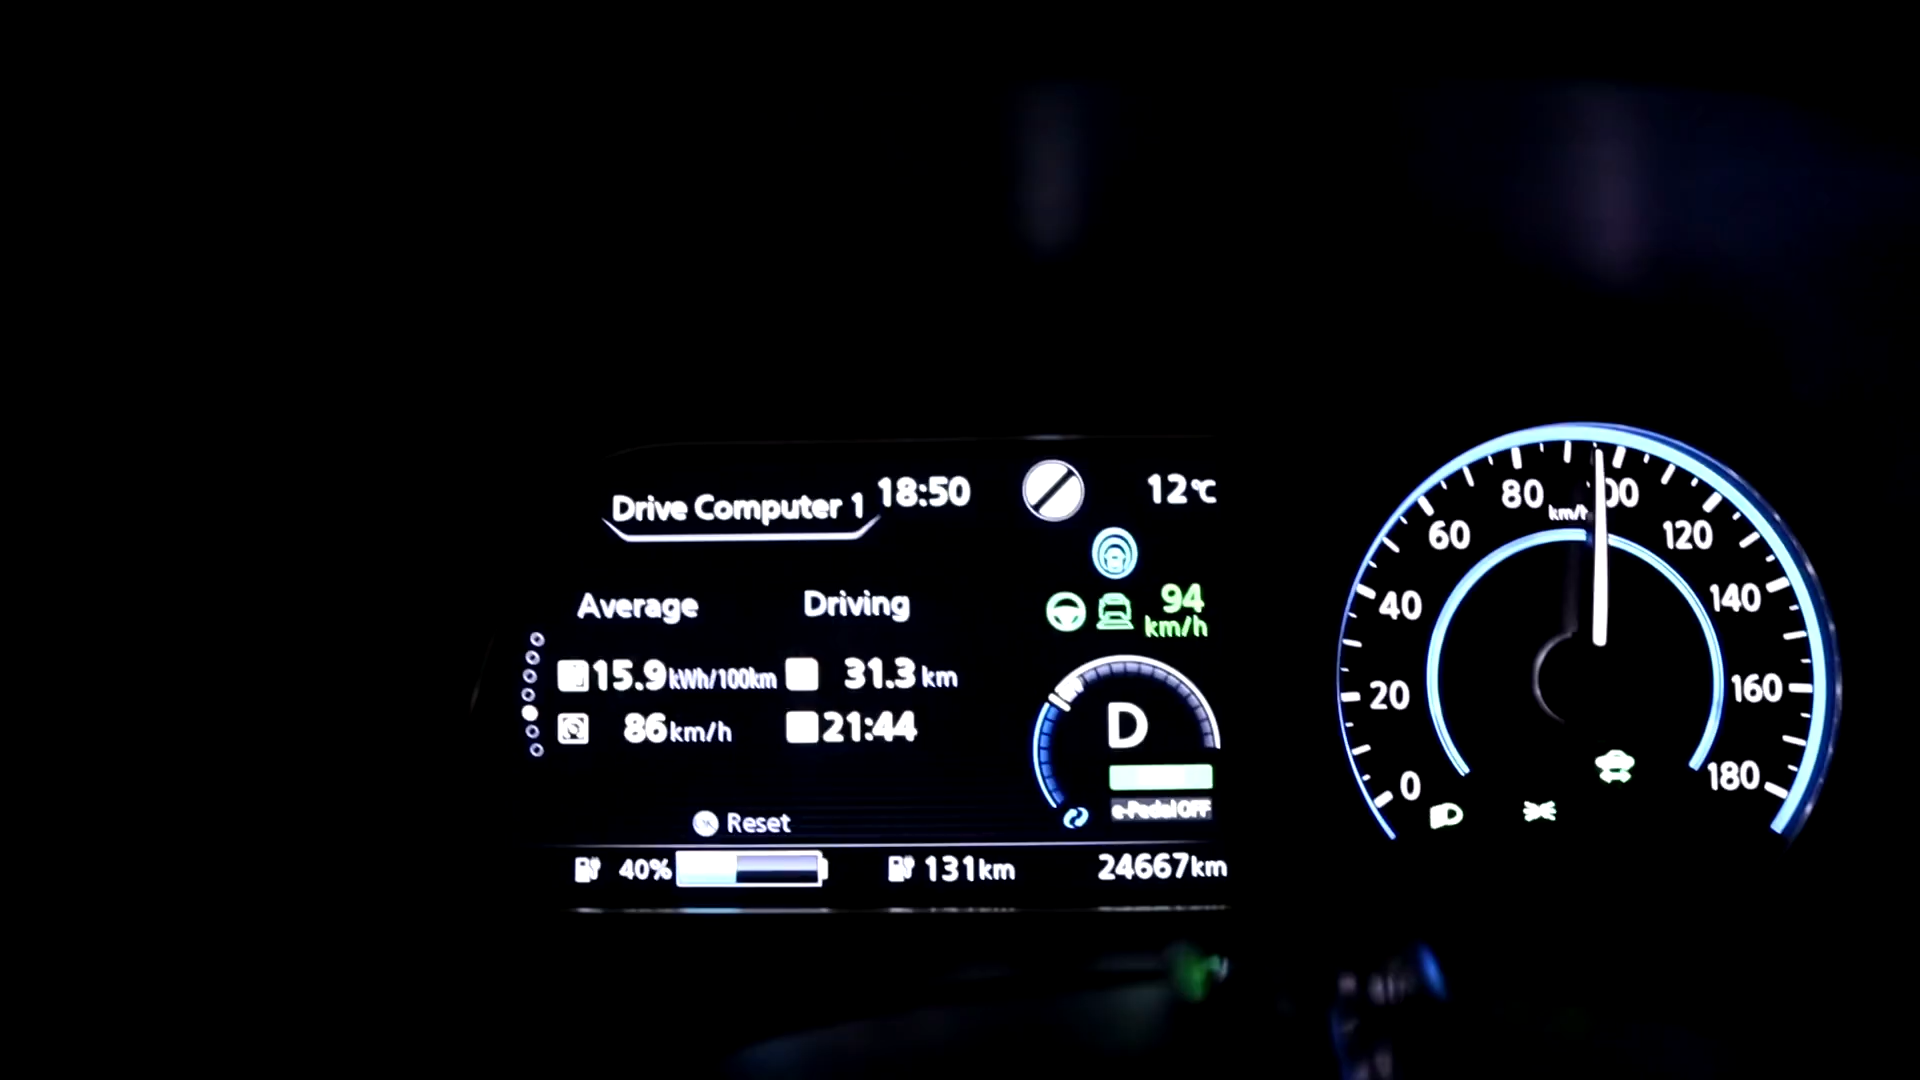 Drive Computer 1 18:50 12℃
Average Driving
94
km/h
15.9 kWh/100km 31.3 km
86 km/h 21:44
D
e-Pedal OFF
OK Reset
40% 131km 24667km
0
20
40
60
80
km/h
120
140
160
180